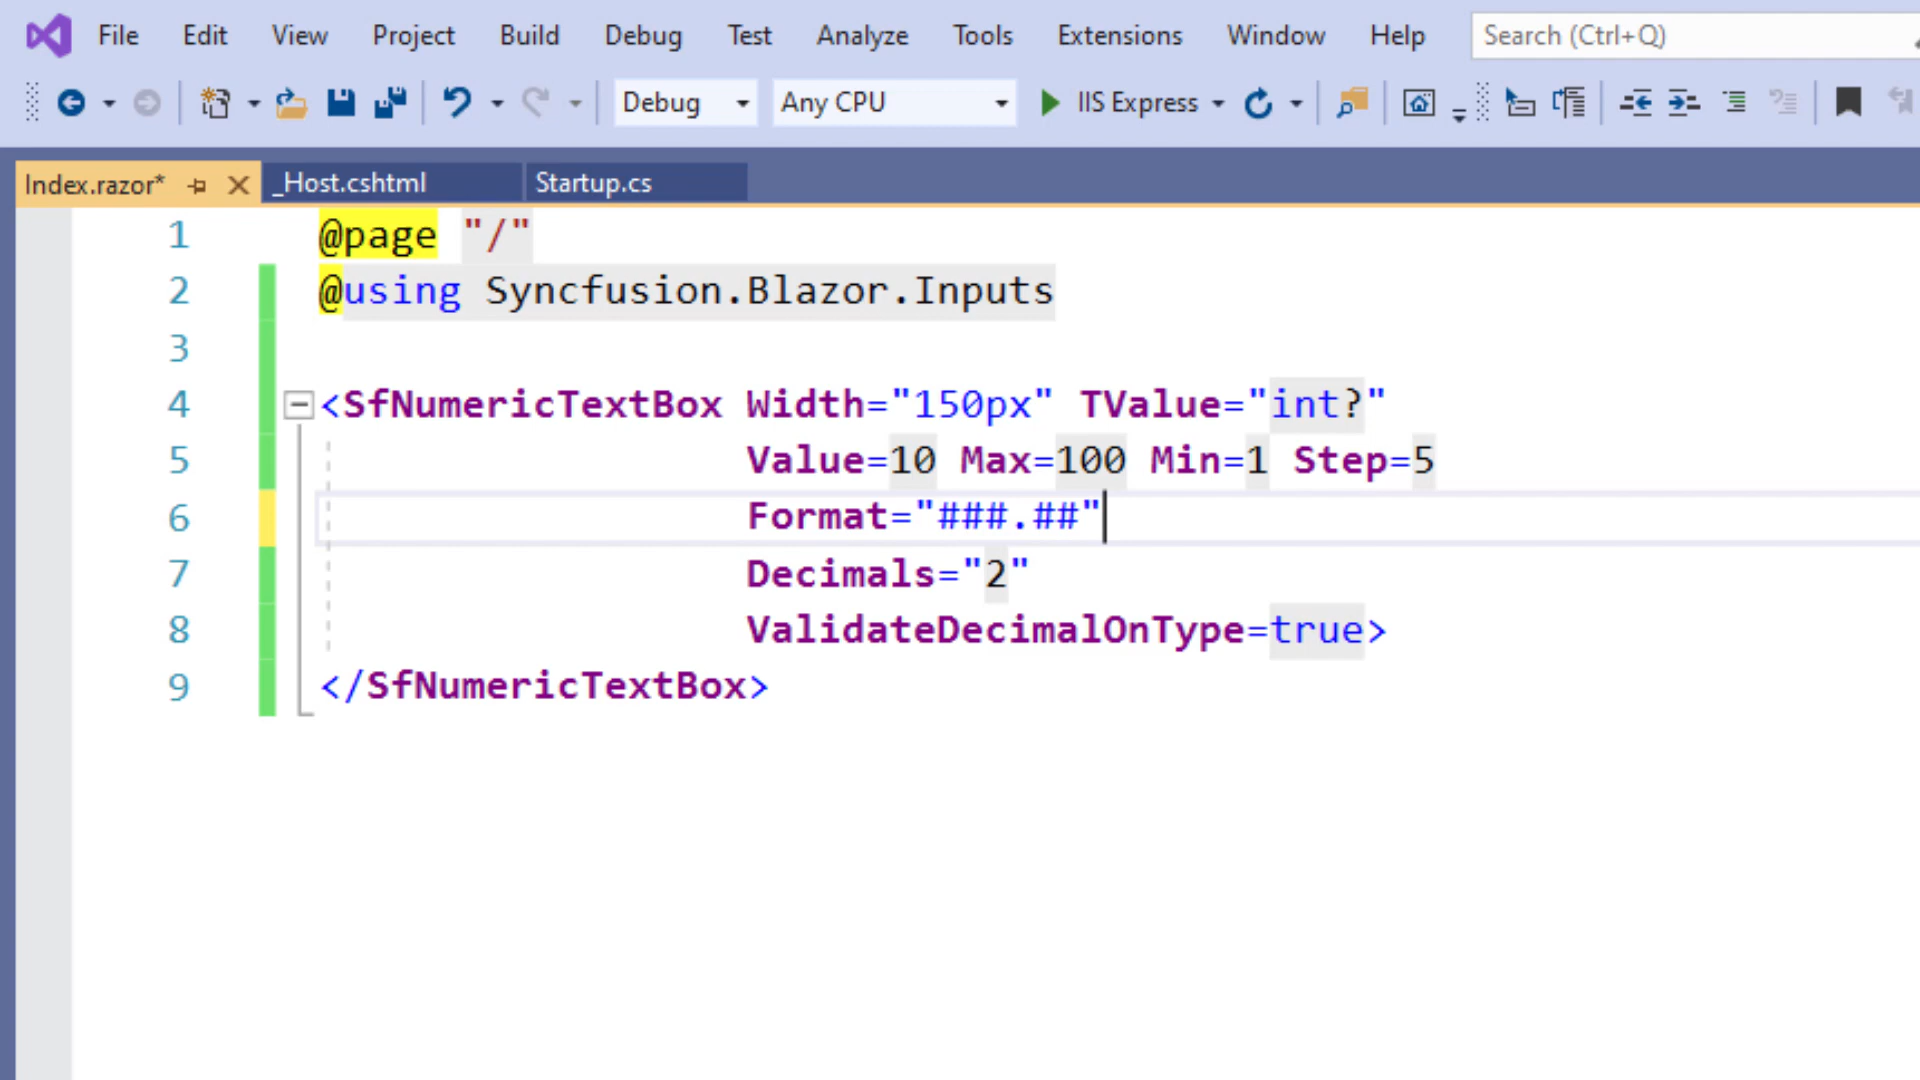 File Edit View Project Build Debug Test Analyze Tools Extensions Window Help Search (Ctrl+Q)
Debug Any CPU IIS Express
Index.razor* _Host.cshtml Startup.cs
1 @page "/"
2 @using Syncfusion.Blazor.Inputs
3
4 <SfNumericTextBox Width="150px" TValue="int?"
5 Value=10 Max=100 Min=1 Step=5
6 Format="###.##"
7 Decimals="2"
8 ValidateDecimalOnType=true>
9 </SfNumericTextBox>